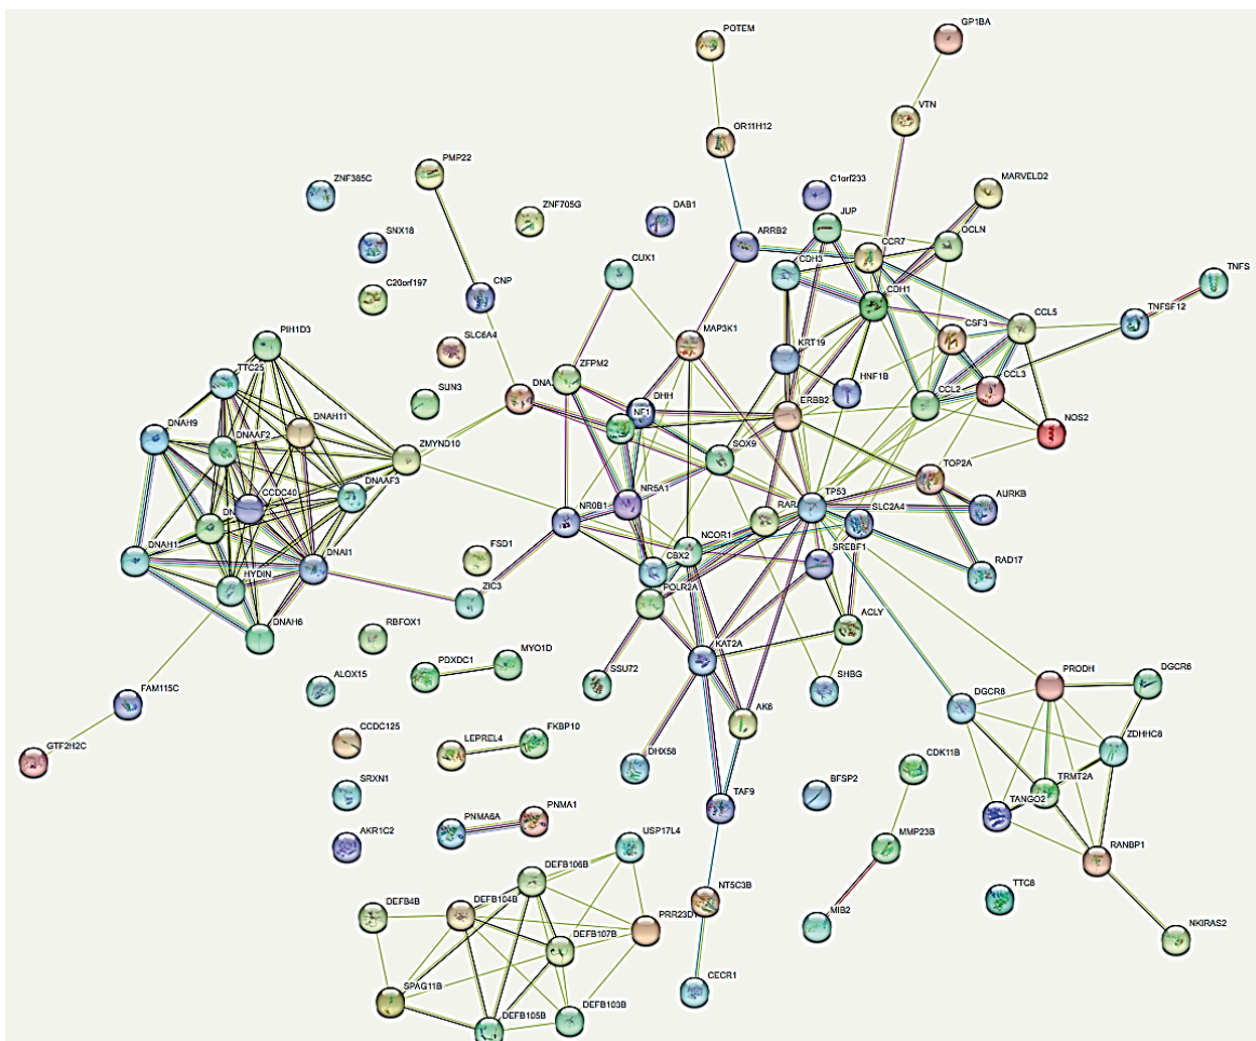 POTEM
GP1BA
VTN
OR11H12
PMP22
ZNF385C
C1orf233
MARVELD2
ZNF705G
DAB1
JUP
SNX18
ARRB2
OCLN
CCR7
CUX1
CDH3
TNFS
C20orf197
CNP
CDH1
TNFSF12
CCL5
PIH1D3
SLC6A4
MAP3K1
CSF3
TTC25
KRT19
ZFPM2
HNF1B
CCL3
SUN3
DNA
DHH
CCL2
DNAH9
DNAH11
NF1
ERBB2
NOS2
DNAAF2
ZMYND10
SOX9
TOP2A
DNAAF3
CCDC40
NR5A1
TP53
AURKB
DN
NR0B1
RAR
SLC2A4
DNAH1
DNAI1
FSD1
NCOR1
CBX2
SREBF1
RAD17
HYDIN
ZIC3
POLR2A
DNAH6
RBFOX1
ACLY
MYO1D
KAT2A
PDXDC1
SSU72
SHBG
PRODH
DGCR6
ALOX15
FAM115C
DGCR8
AK6
CCDC125
LEPREL4
FKBP10
ZDHHC8
GTF2H2C
DHX58
CDK11B
SRXN1
BFSP2
TRMT2A
TAF9
TANGO2
PNMA1
PNMA6A
AKR1C2
USP17L4
MMP23B
RANBP1
DEFB106B
TTC8
DEFB4B
DEFB104B
NT5C3B
PRR23D1
MIB2
DEFB107B
NKIRAS2
SPAG11B
CECR1
DEFB103B
DEFB105B